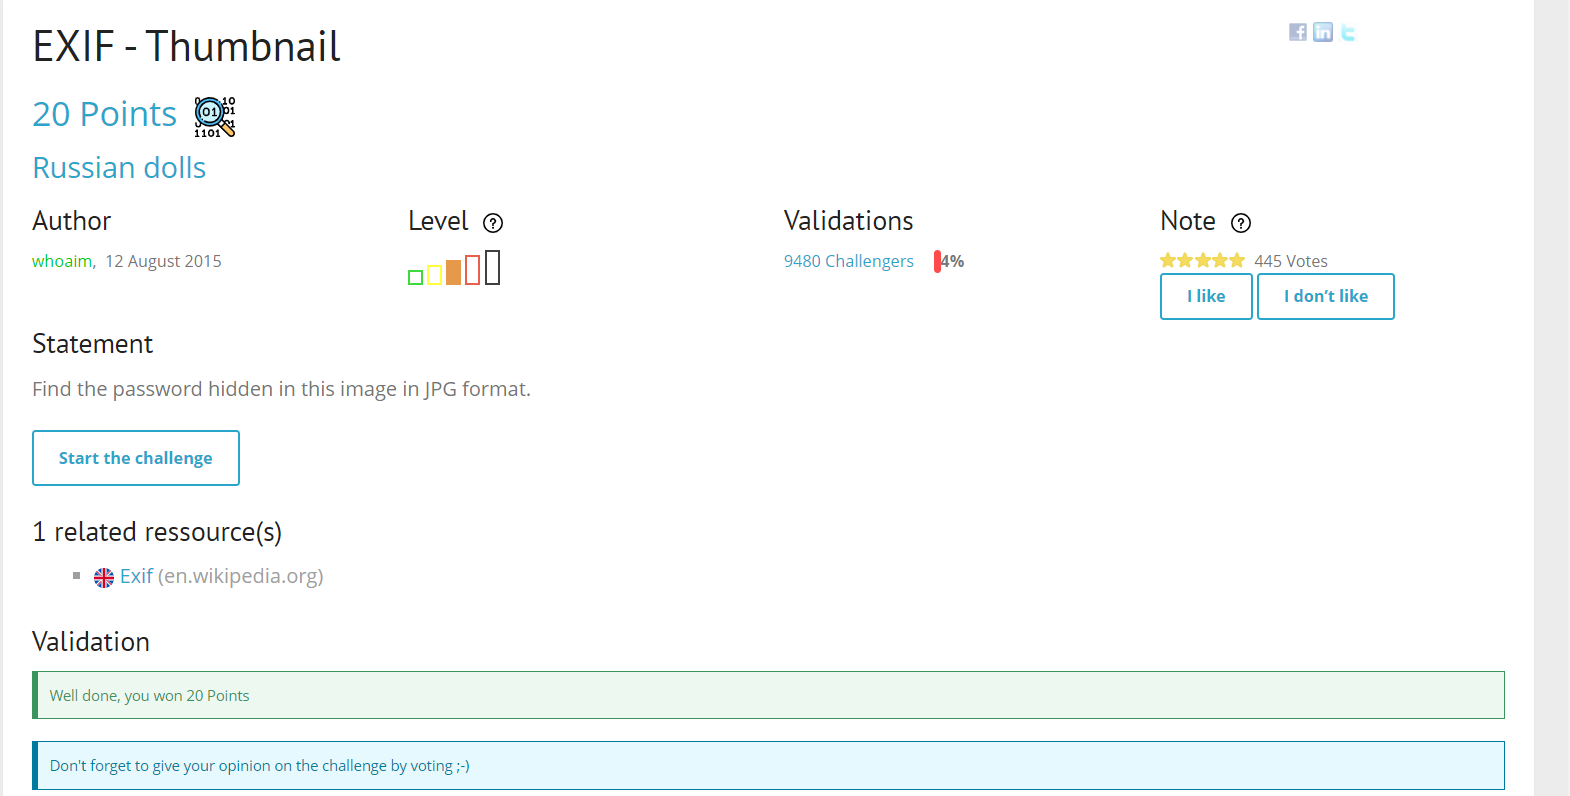 EXIF - Thumbnail
20 Points
Russian dolls
Author
Level
Validations
Note
whoaim, 12 August 2015
9480 Challengers 4%
445 Votes
I like
I don't like
Statement
Find the password hidden in this image in JPG format.
Start the challenge
1 related ressource(s)
Exif (en.wikipedia.org)
Validation
Well done, you won 20 Points
Don't forget to give your opinion on the challenge by voting ;-)